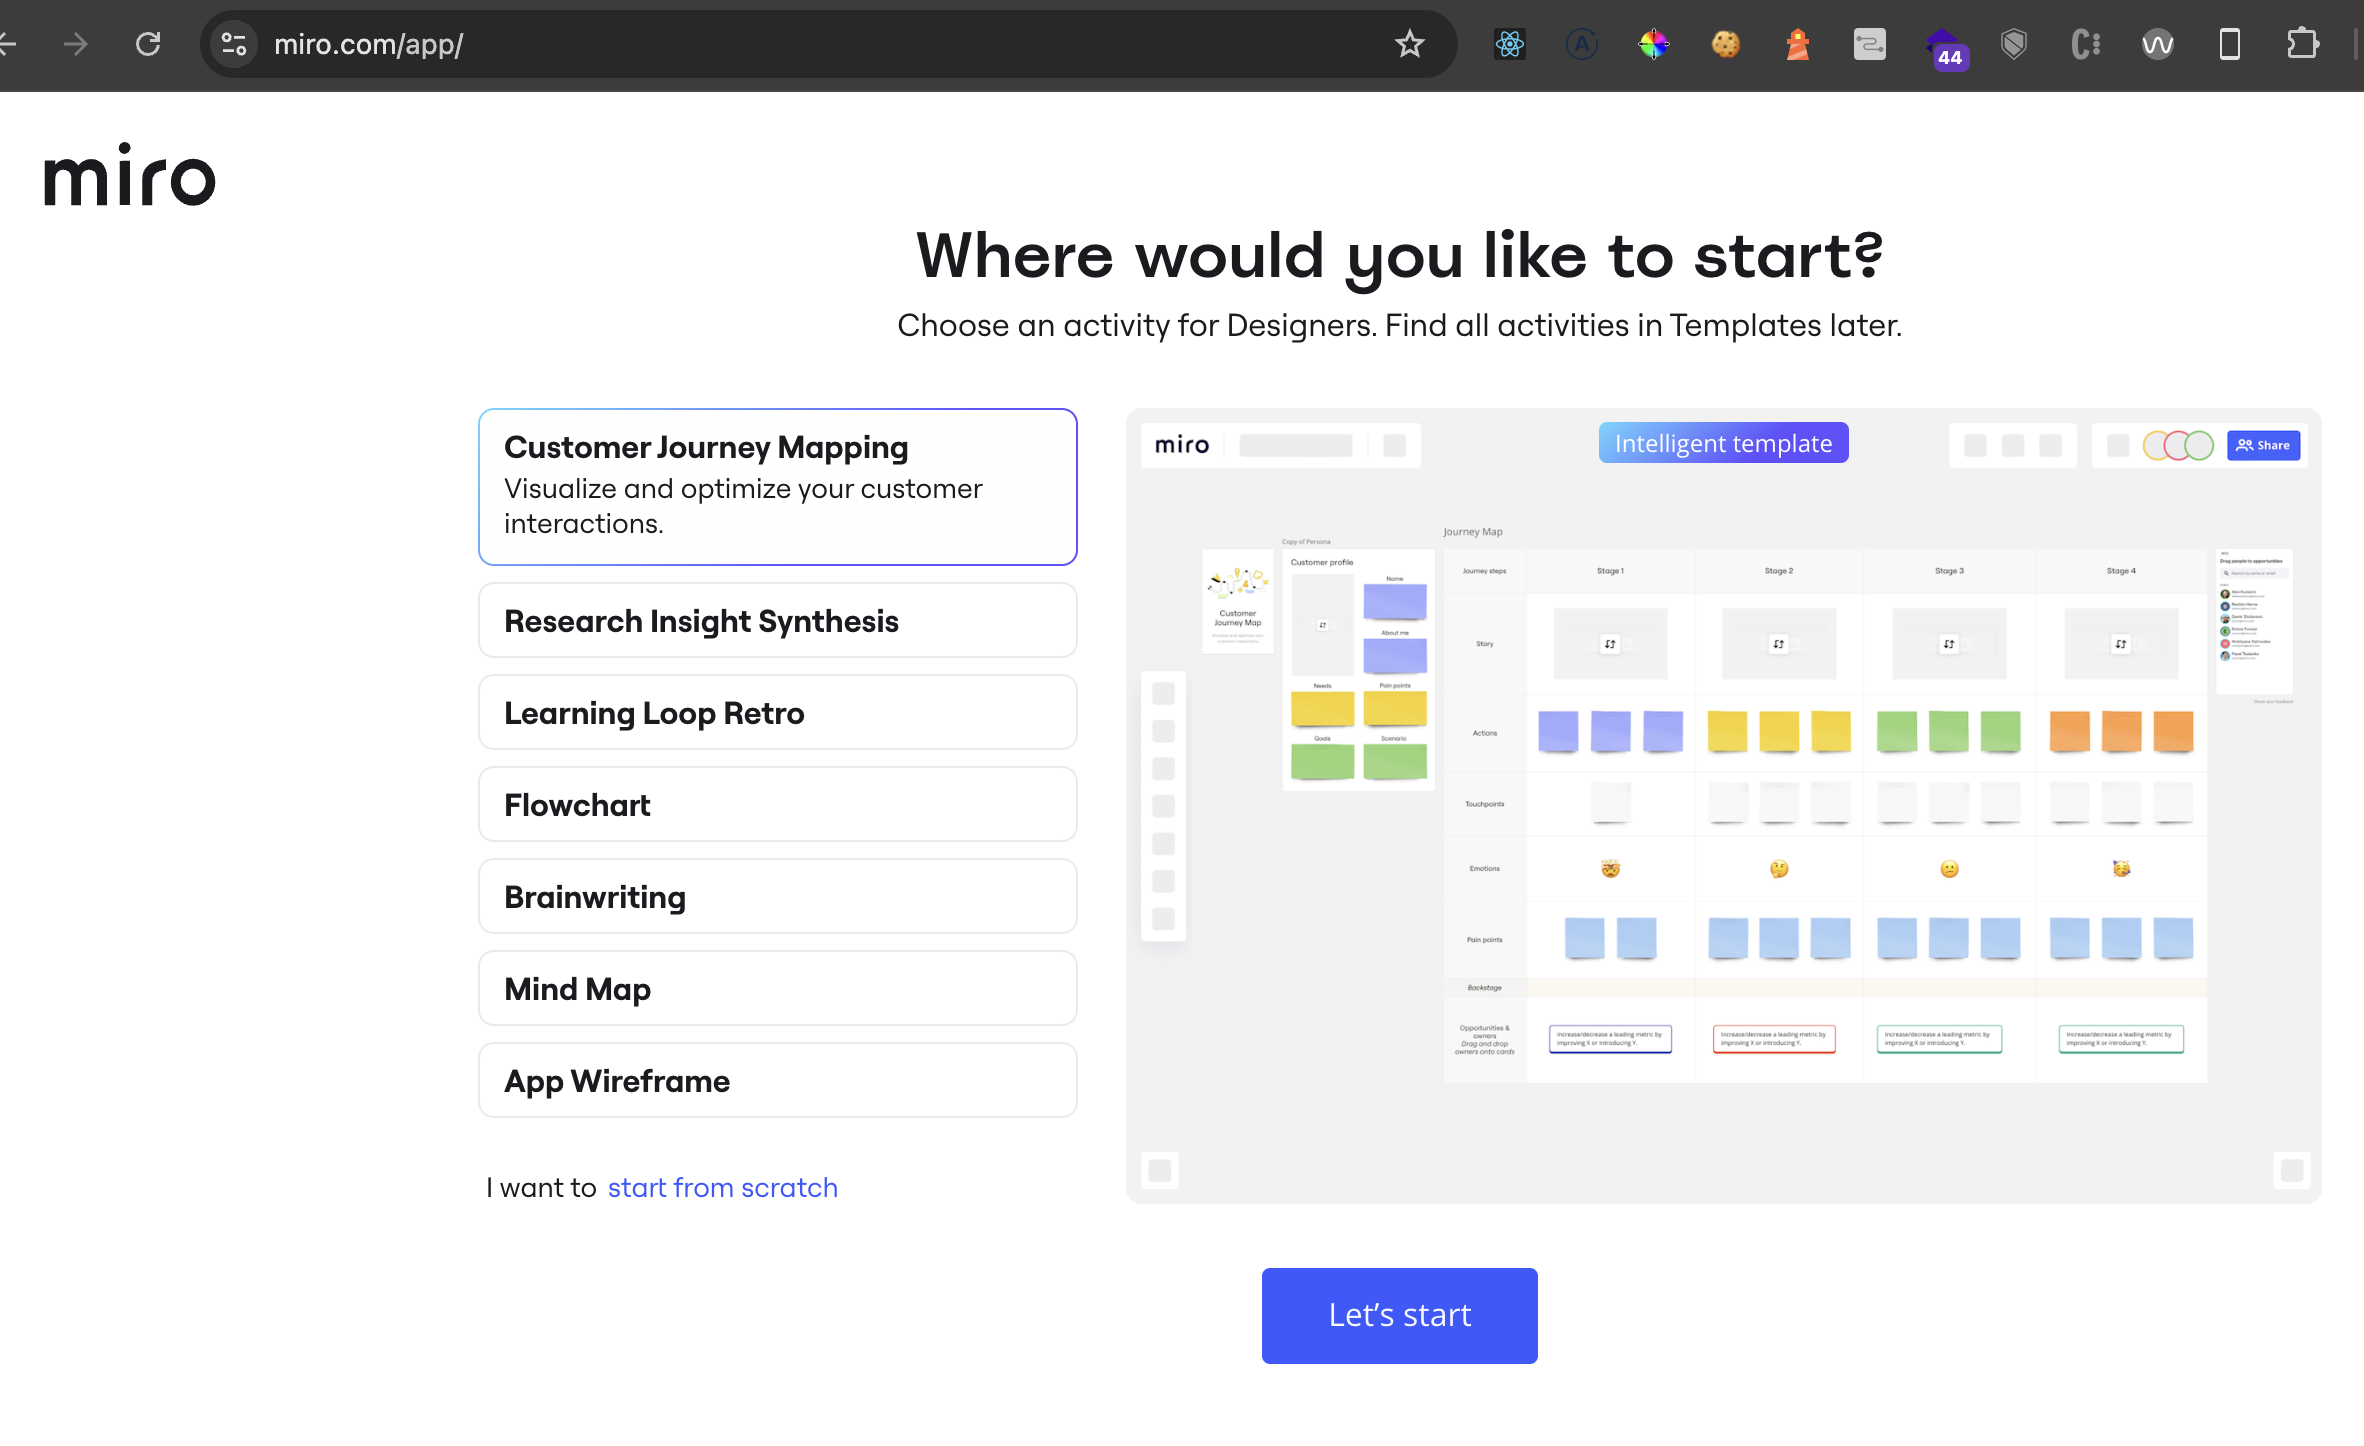 miro.com/app/
44
miro
Where would you like to start?
Choose an activity for Designers. Find all activities in Templates later.
Customer Journey Mapping
Visualize and optimize your customer
interactions.
Research Insight Synthesis
Learning Loop Retro
Flowchart
Brainwriting
Mind Map
App Wireframe
I want to start from scratch
miro
Intelligent template
Share
Customer
Journey Map
Copy of Persona
Customer profile
Name
About me
Needs
Pain points
Goals
Scenario
Journey Map
Journey steps
Stage 1
Stage 2
Stage 3
Stage 4
Story
Actions
Touchpoints
Emotions
Pain points
Backstage
Opportunities &
owners
Drag and drop
owners onto cards
Increase/decrease a leading metric by
improving X or introducing Y.
Increase/decrease a leading metric by
improving X or introducing Y.
Increase/decrease a leading metric by
improving X or introducing Y.
Increase/decrease a leading metric by
improving X or introducing Y.
Drag people to opportunities
Let's start